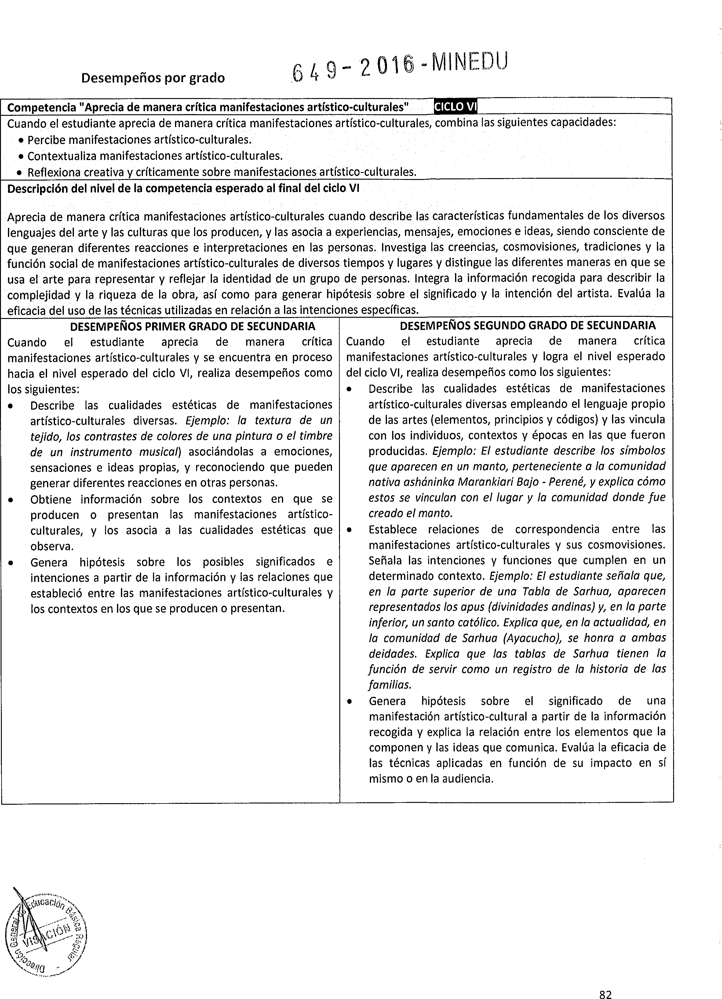 649-2016-MINEDU
Desempeños por grado
Competencia "Aprecia de manera crítica manifestaciones artístico-culturales" CICLO VI
Cuando el estudiante aprecia de manera crítica manifestaciones artístico-culturales, combina las siguientes capacidades:
• Percibe manifestaciones artístico-culturales.
• Contextualiza manifestaciones artístico-culturales.
• Reflexiona creativa y críticamente sobre manifestaciones artístico-culturales.
Descripción del nivel de la competencia esperado al final del ciclo VI
Aprecia de manera crítica manifestaciones artístico-culturales cuando describe las características fundamentales de los diversos
lenguajes del arte y las culturas que los producen, y las asocia a experiencias, mensajes, emociones e ideas, siendo consciente de
que generan diferentes reacciones e interpretaciones en las personas. Investiga las creencias, cosmovisiones, tradiciones y la
función social de manifestaciones artístico-culturales de diversos tiempos y lugares y distingue las diferentes maneras en que se
usa el arte para representar y reflejar la identidad de un grupo de personas. Integra la información recogida para describir la
complejidad y la riqueza de la obra, así como para generar hipótesis sobre el significado y la intención del artista. Evalúa la
eficacia del uso de las técnicas utilizadas en relación a las intenciones específicas.
DESEMPEÑOS PRIMER GRADO DE SECUNDARIA
Cuando el estudiante aprecia de manera crítica
manifestaciones artístico-culturales y se encuentra en proceso
hacia el nivel esperado del ciclo VI, realiza desempeños como
los siguientes:
• Describe las cualidades estéticas de manifestaciones
artístico-culturales diversas. Ejemplo: la textura de un
tejido, los contrastes de colores de una pintura o el timbre
de un instrumento musical) asociándolas a emociones,
sensaciones e ideas propias, y reconociendo que pueden
generar diferentes reacciones en otras personas.
• Obtiene información sobre los contextos en que se
producen o presentan las manifestaciones artístico-
culturales, y los asocia a las cualidades estéticas que
observa.
• Genera hipótesis sobre los posibles significados e
intenciones a partir de la información y las relaciones que
estableció entre las manifestaciones artístico-culturales y
los contextos en los que se producen o presentan.
DESEMPEÑOS SEGUNDO GRADO DE SECUNDARIA
Cuando el estudiante aprecia de manera crítica
manifestaciones artístico-culturales y logra el nivel esperado
del ciclo VI, realiza desempeños como los siguientes:
• Describe las cualidades estéticas de manifestaciones
artístico-culturales diversas empleando el lenguaje propio
de las artes (elementos, principios y códigos) y las vincula
con los individuos, contextos y épocas en las que fueron
producidas. Ejemplo: El estudiante describe los símbolos
que aparecen en un manto, perteneciente a la comunidad
nativa asháninka Marankiari Bajo - Perené, y explica cómo
estos se vinculan con el lugar y la comunidad donde fue
creado el manto.
• Establece relaciones de correspondencia entre las
manifestaciones artístico-culturales y sus cosmovisiones.
Señala las intenciones y funciones que cumplen en un
determinado contexto. Ejemplo: El estudiante señala que,
en la parte superior de una Tabla de Sarhua, aparecen
representados los apus (divinidades andinas) y, en la parte
inferior, un santo católico. Explica que, en la actualidad, en
la comunidad de Sarhua (Ayacucho), se honra a ambas
deidades. Explica que las tablas de Sarhua tienen la
función de servir como un registro de la historia de las
familias.
• Genera hipótesis sobre el significado de una
manifestación artístico-cultural a partir de la información
recogida y explica la relación entre los elementos que la
componen y las ideas que comunica. Evalúa la eficacia de
las técnicas aplicadas en función de su impacto en sí
mismo o en la audiencia.
Dirección General de Educación Básica Regular
VISACIÓN
82